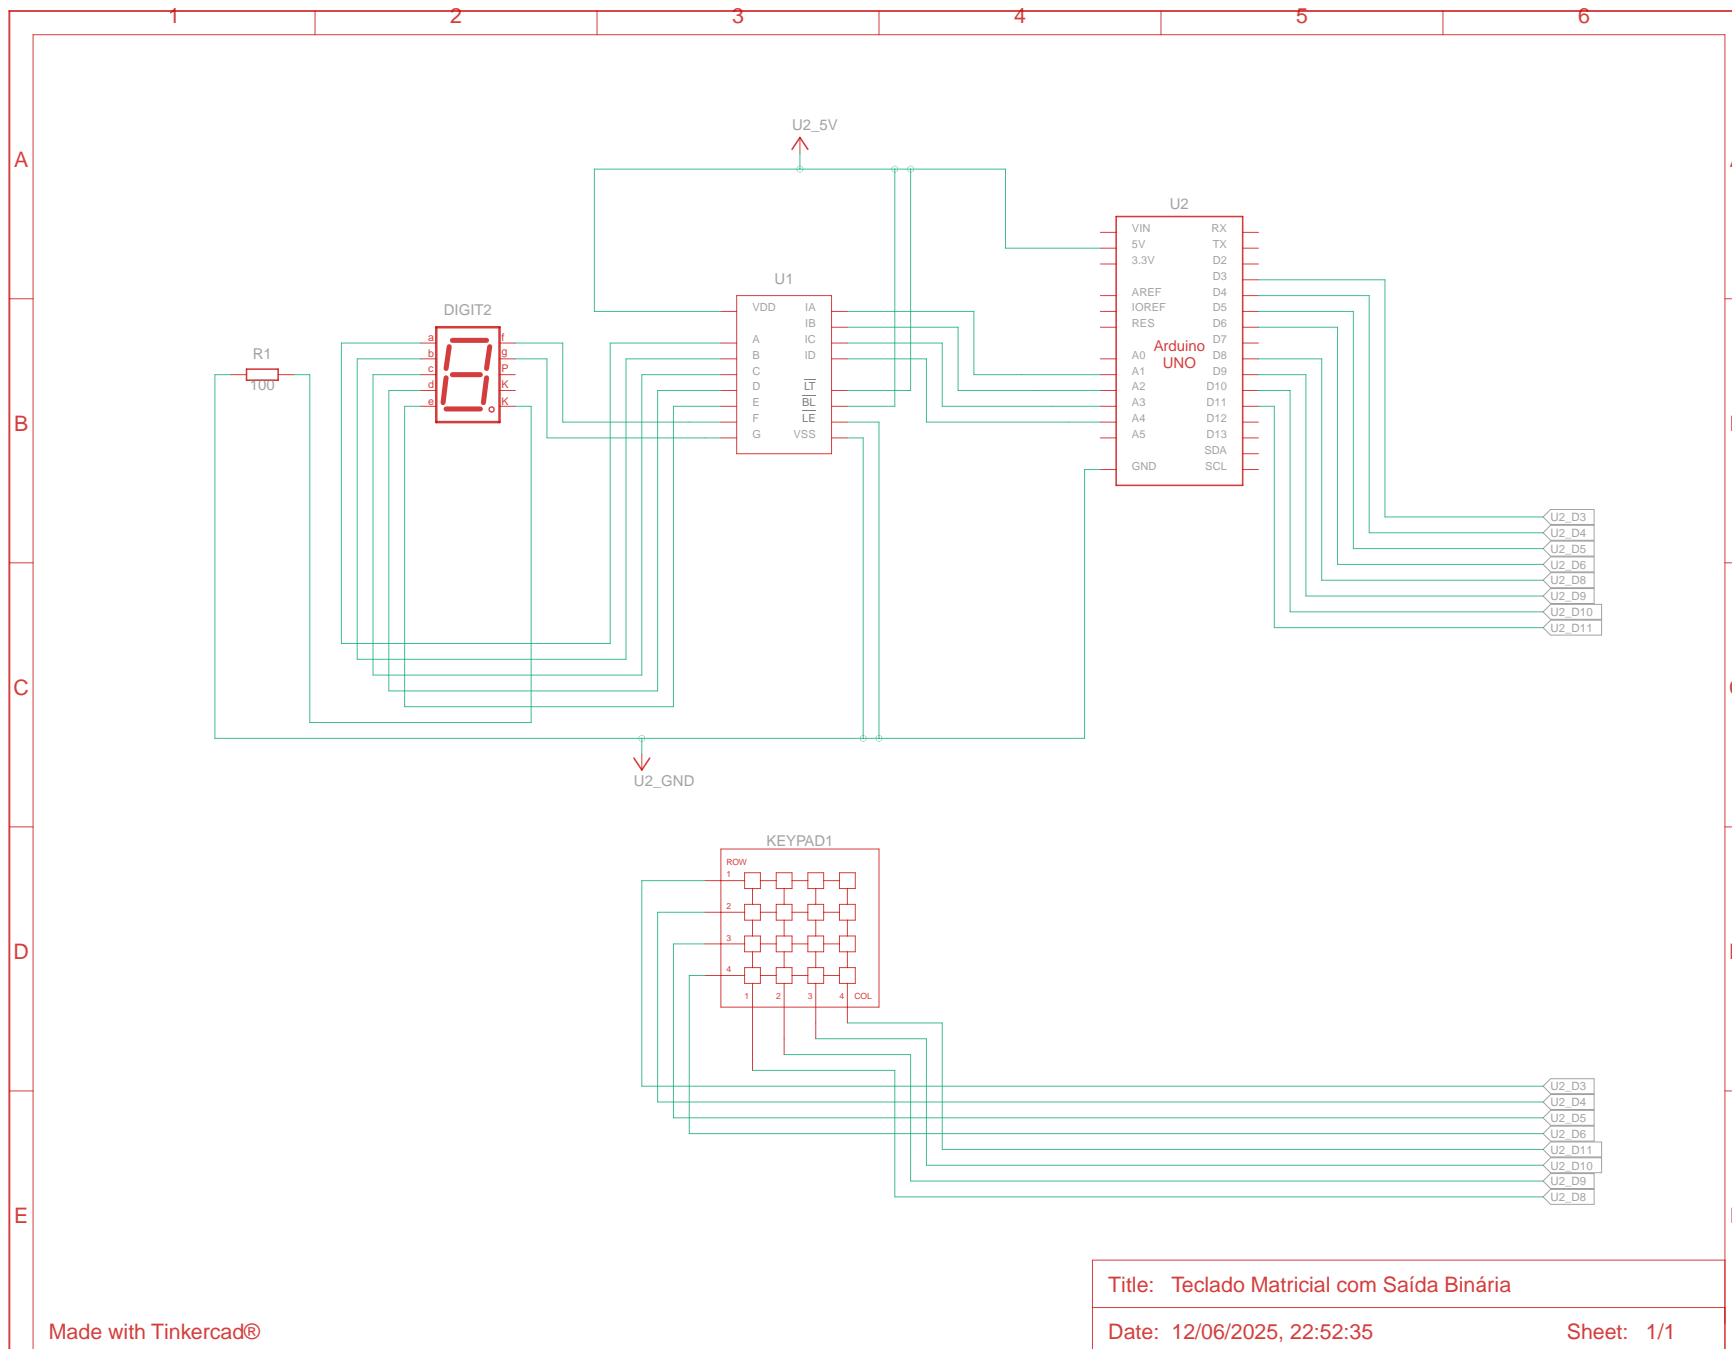 1 2 3 4 5 6
A
U2_5V
U2
VIN RX
5V TX
3.3V D2
D3
AREF D4
IOREF D5
RES D6
D7
A0 D8
A1 D9
A2 D10
A3 D11
A4 D12
A5 D13
SDA
GND SCL
Arduino
UNO
U1
VDD IA
IB
A IC
B ID
C
D LT
E BL
F LE
G VSS
DIGIT2
a f
b g
c P
d K
e K
R1
100
B
U2_D3
U2_D4
U2_D5
U2_D6
U2_D8
U2_D9
U2_D10
U2_D11
C
U2_GND
KEYPAD1
ROW
1
2
3
4
1 2 3 4 COL
D
U2_D3
U2_D4
U2_D5
U2_D6
U2_D11
U2_D10
U2_D9
U2_D8
E
Title: Teclado Matricial com Saída Binária
Made with Tinkercad®
Date: 12/06/2025, 22:52:35 Sheet: 1/1